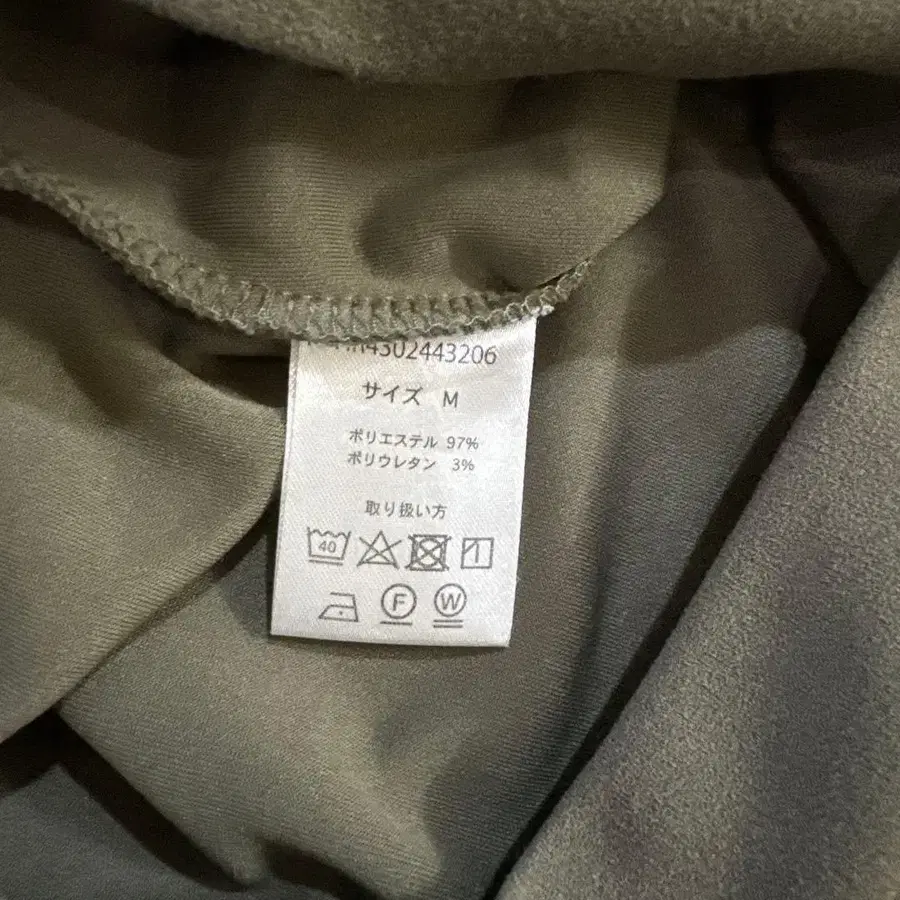 4302443206
サイズ M
ポリエステル 97%
ポリウレタン 3%
取り扱い方
40
F W